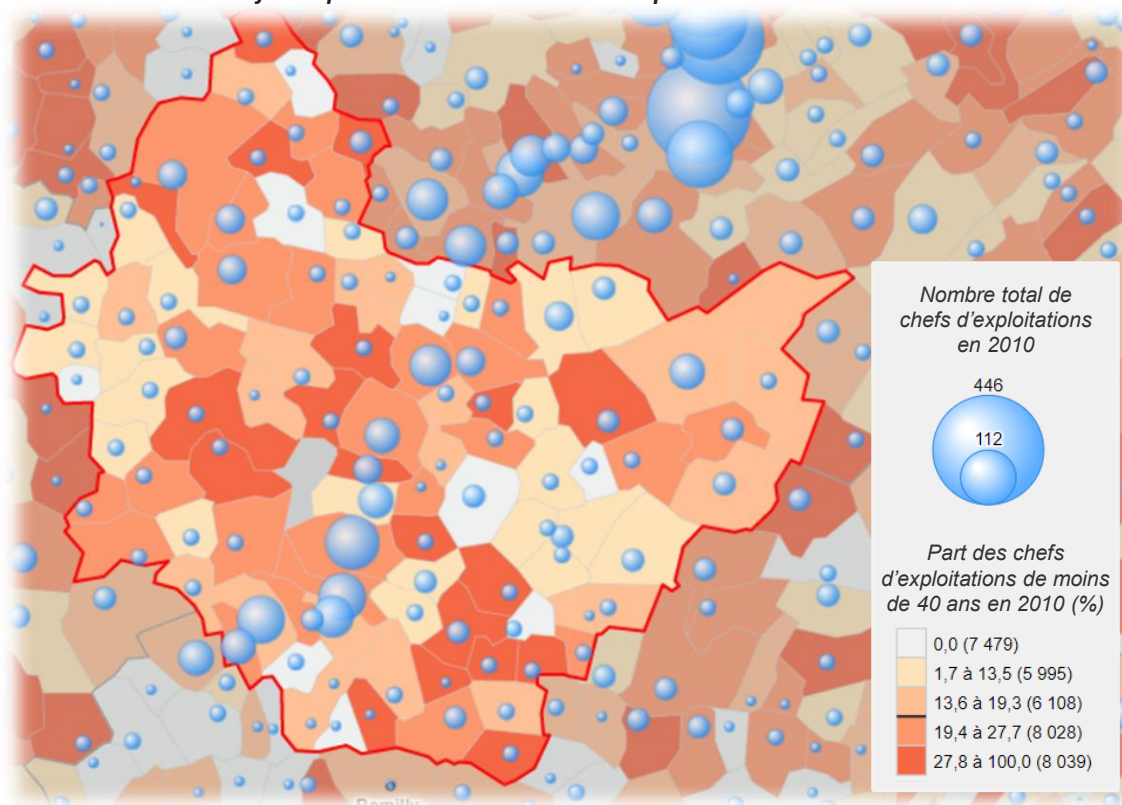 Nombre total de
chefs d'exploitations
en 2010
446
112
Part des chefs
d'exploitations de moins
de 40 ans en 2010 (%)
0,0 (7 479)
1,7 à 13,5 (5 995)
13,6 à 19,3 (6 108)
19,4 à 27,7 (8 028)
27,8 à 100,0 (8 039)